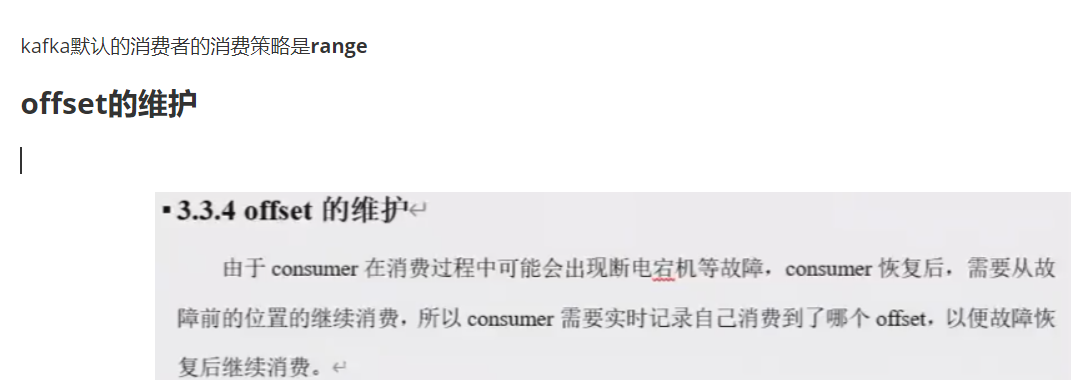 kafka默认的消费者的消费策略是range
offset的维护
▪3.3.4 offset 的维护↵
由于 consumer 在消费过程中可能会出现断电宕机等故障，consumer 恢复后，需要从故
障前的位置的继续消费，所以 consumer 需要实时记录自己消费到了哪个 offset，以便故障恢
复后继续消费。↵